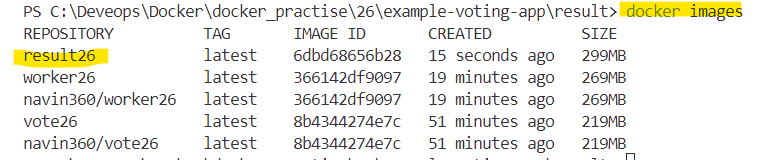 PS C:\Deveops\Docker\docker_practise\26\example-voting-app\result> docker images
REPOSITORY TAG IMAGE ID CREATED SIZE
result26 latest 6dbd68656b28 15 seconds ago 299MB
worker26 latest 366142df9097 19 minutes ago 269MB
navin360/worker26 latest 366142df9097 19 minutes ago 269MB
vote26 latest 8b4344274e7c 51 minutes ago 219MB
navin360/vote26 latest 8b4344274e7c 51 minutes ago 219MB